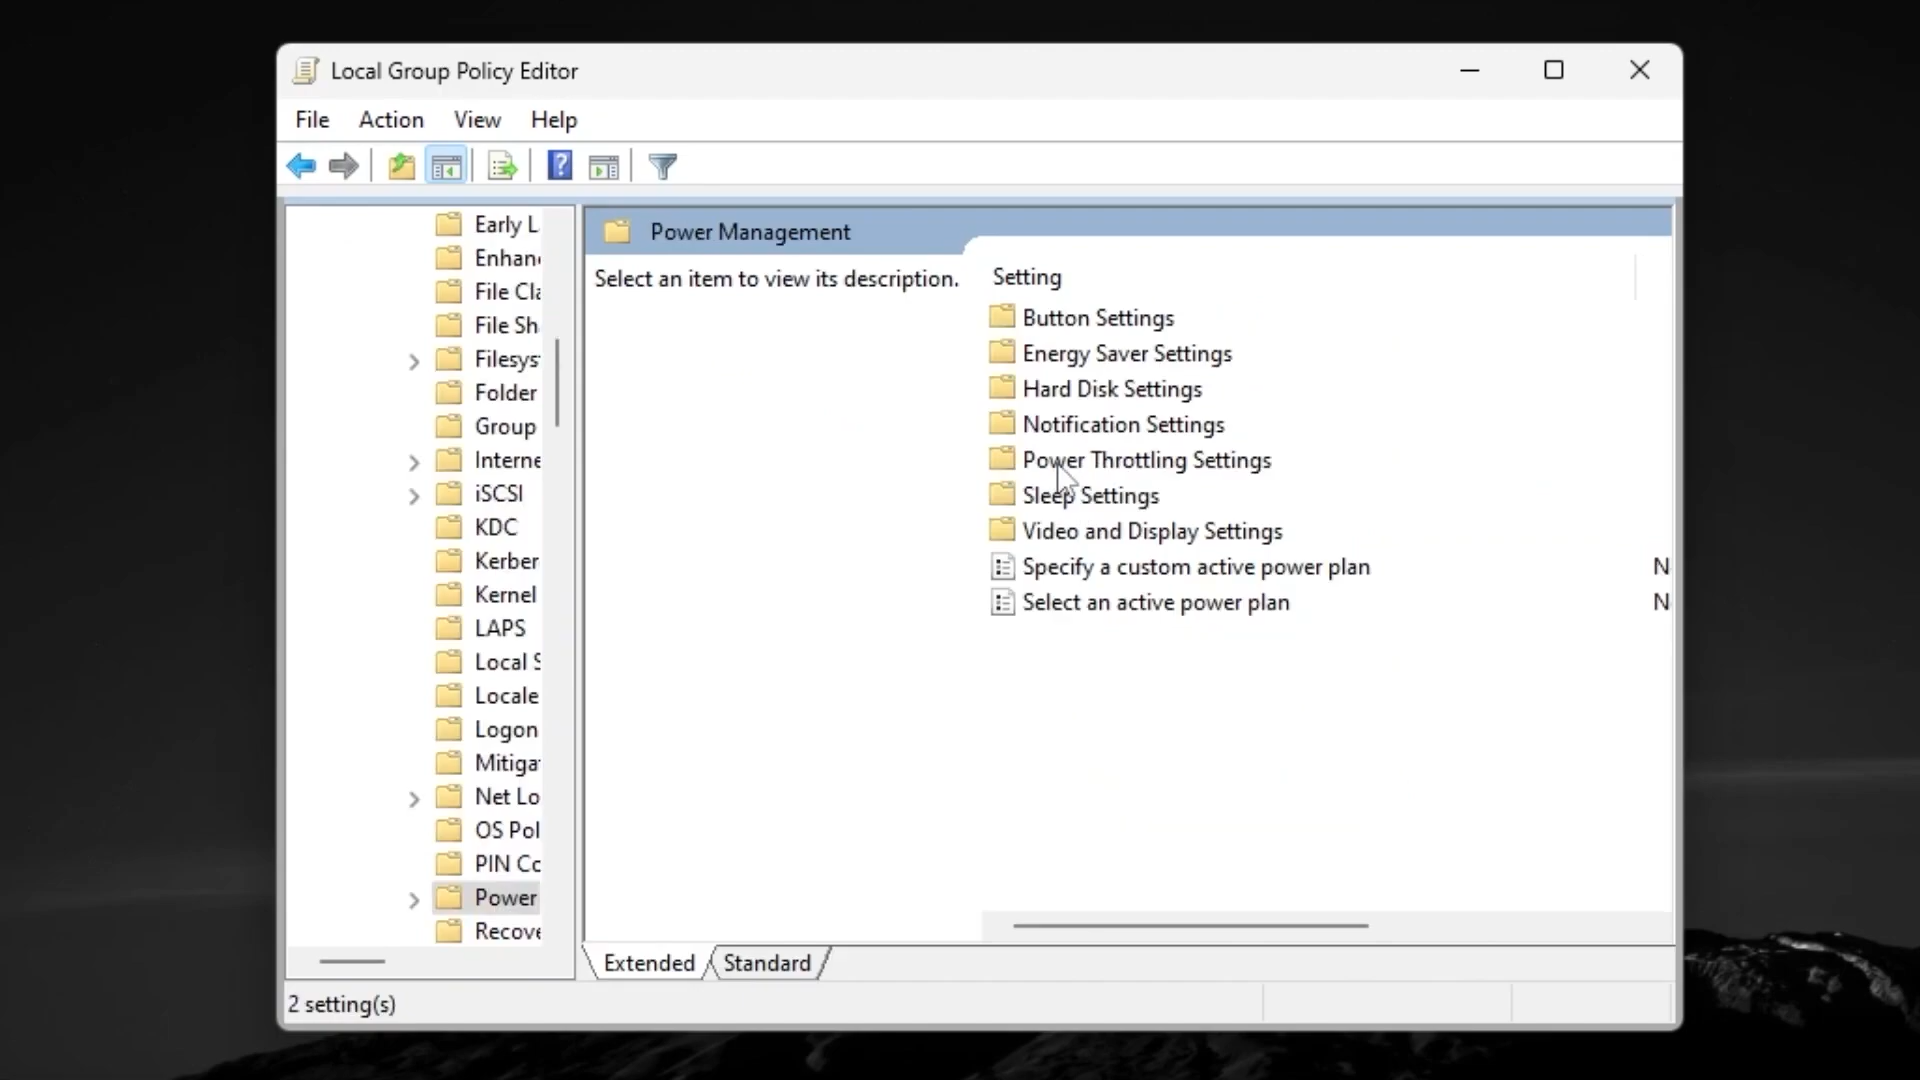 Local Group Policy Editor
File Action View Help
Early L
Enhan
File Cla
File Sh
Filesys
Folder
Group
Interne
iSCSI
KDC
Kerber
Kernel
LAPS
Local S
Locale
Logon
Mitiga
Net Lo
OS Pol
PIN Co
Power
Recove
Power Management
Select an item to view its description.
Setting
Button Settings
Energy Saver Settings
Hard Disk Settings
Notification Settings
Power Throttling Settings
Sleep Settings
Video and Display Settings
Specify a custom active power plan N
Select an active power plan N
Extended Standard
2 setting(s)